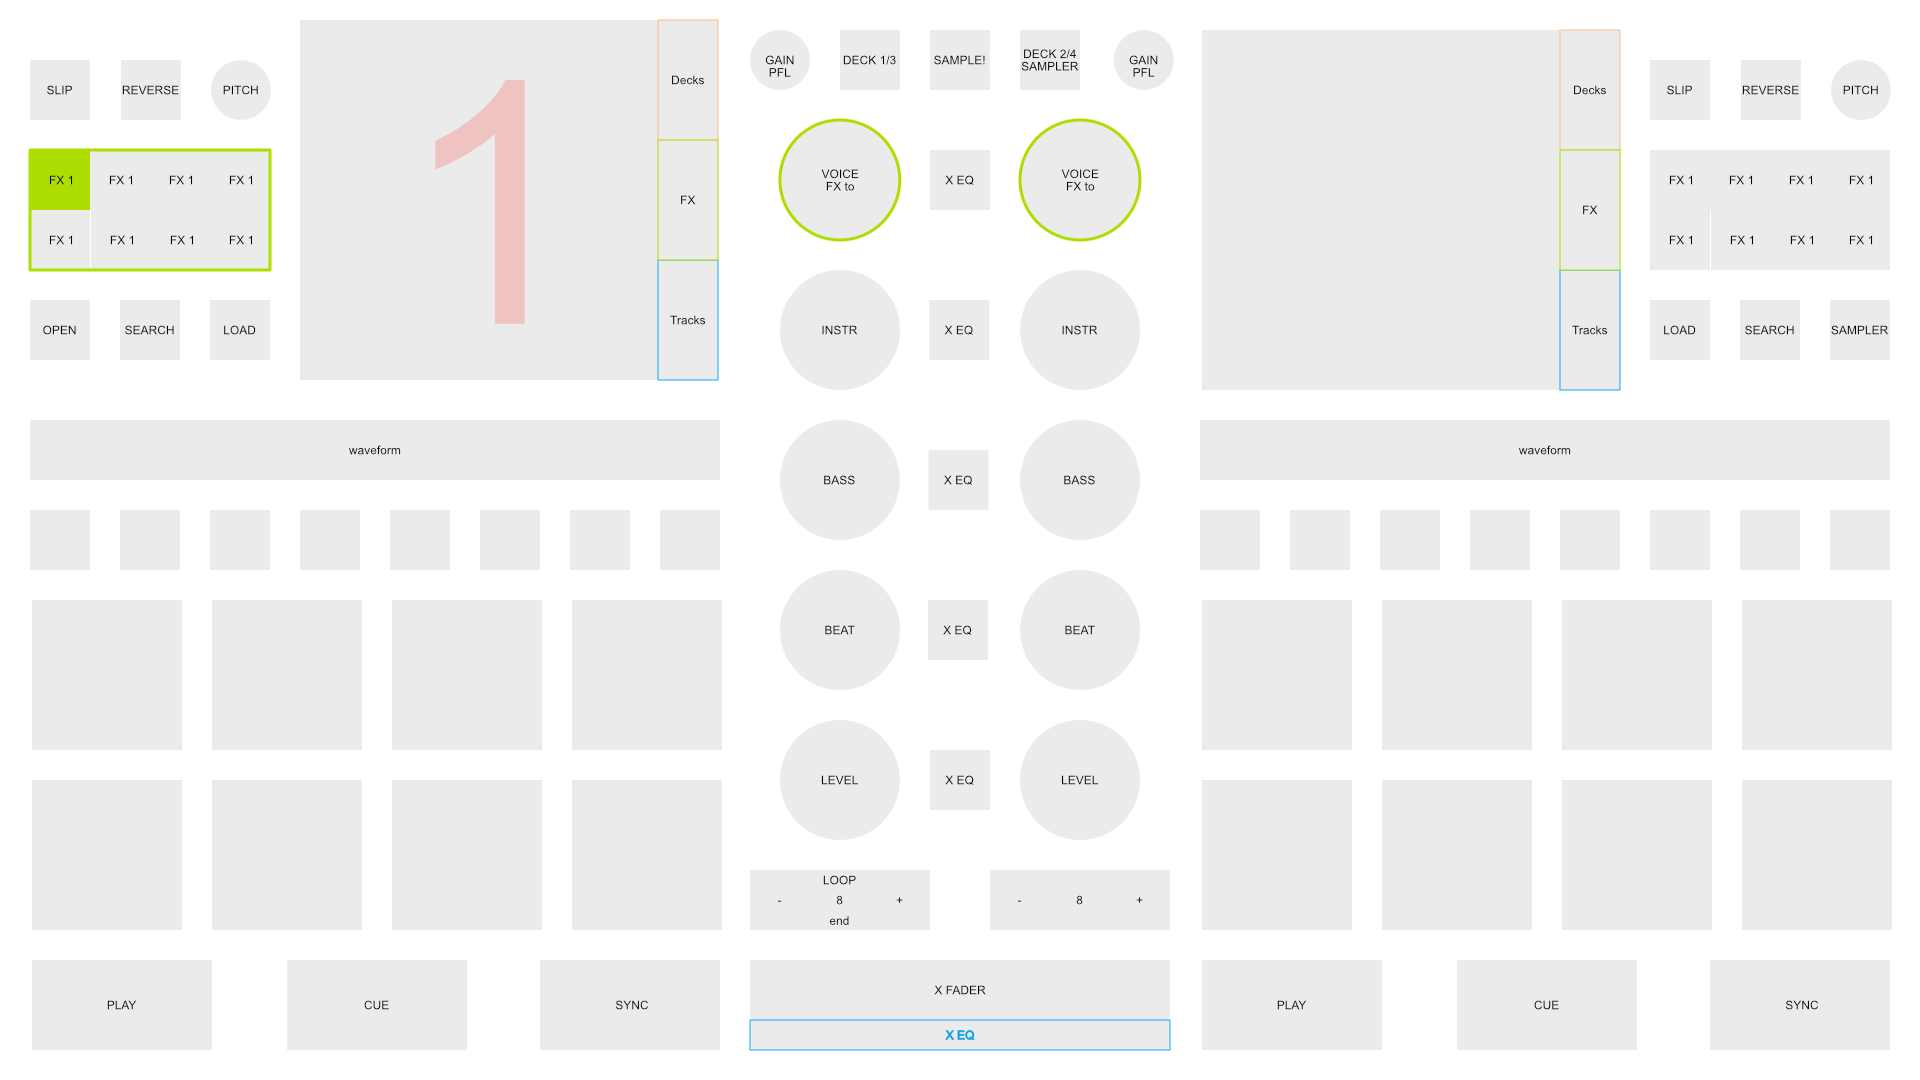 GAIN
PFL
DECK 1/3
SAMPLE!
DECK 2/4
SAMPLER
GAIN
PFL
SLIP
REVERSE
PITCH
1
Decks
Decks
SLIP
REVERSE
PITCH
FX 1
FX 1
FX 1
FX 1
FX 1
FX 1
FX 1
FX 1
FX
VOICE
FX to
X EQ
VOICE
FX to
FX
FX 1
FX 1
FX 1
FX 1
FX 1
FX 1
FX 1
FX 1
OPEN
SEARCH
LOAD
Tracks
INSTR
X EQ
INSTR
Tracks
LOAD
SEARCH
SAMPLER
waveform
BASS
X EQ
BASS
waveform
BEAT
X EQ
BEAT
LEVEL
X EQ
LEVEL
LOOP
- 8 +
end
- 8 +
PLAY
CUE
SYNC
X FADER
X EQ
PLAY
CUE
SYNC